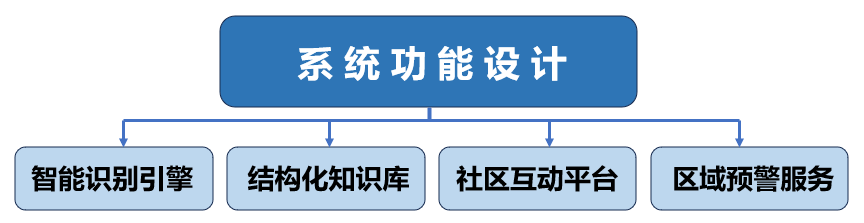 系统功能设计
智能识别引擎
结构化知识库
社区互动平台
区域预警服务